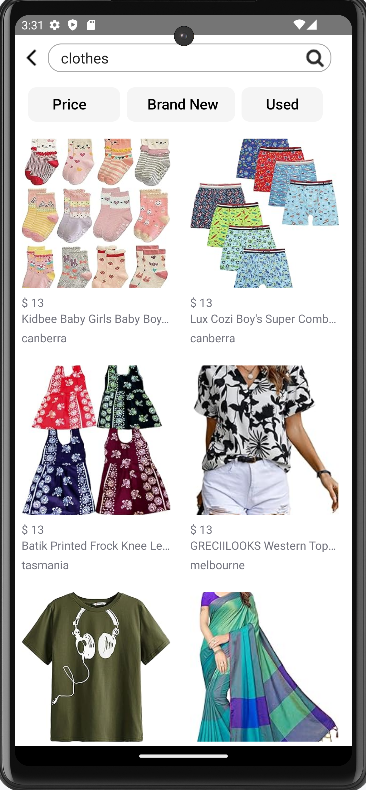 3:31
clothes
Price
Brand New
Used
$ 13
Kidbee Baby Girls Baby Boy...
canberra
$ 13
Lux Cozi Boy's Super Comb...
canberra
$ 13
Batik Printed Frock Knee Le...
tasmania
$ 13
GRECIILOOKS Western Top...
melbourne